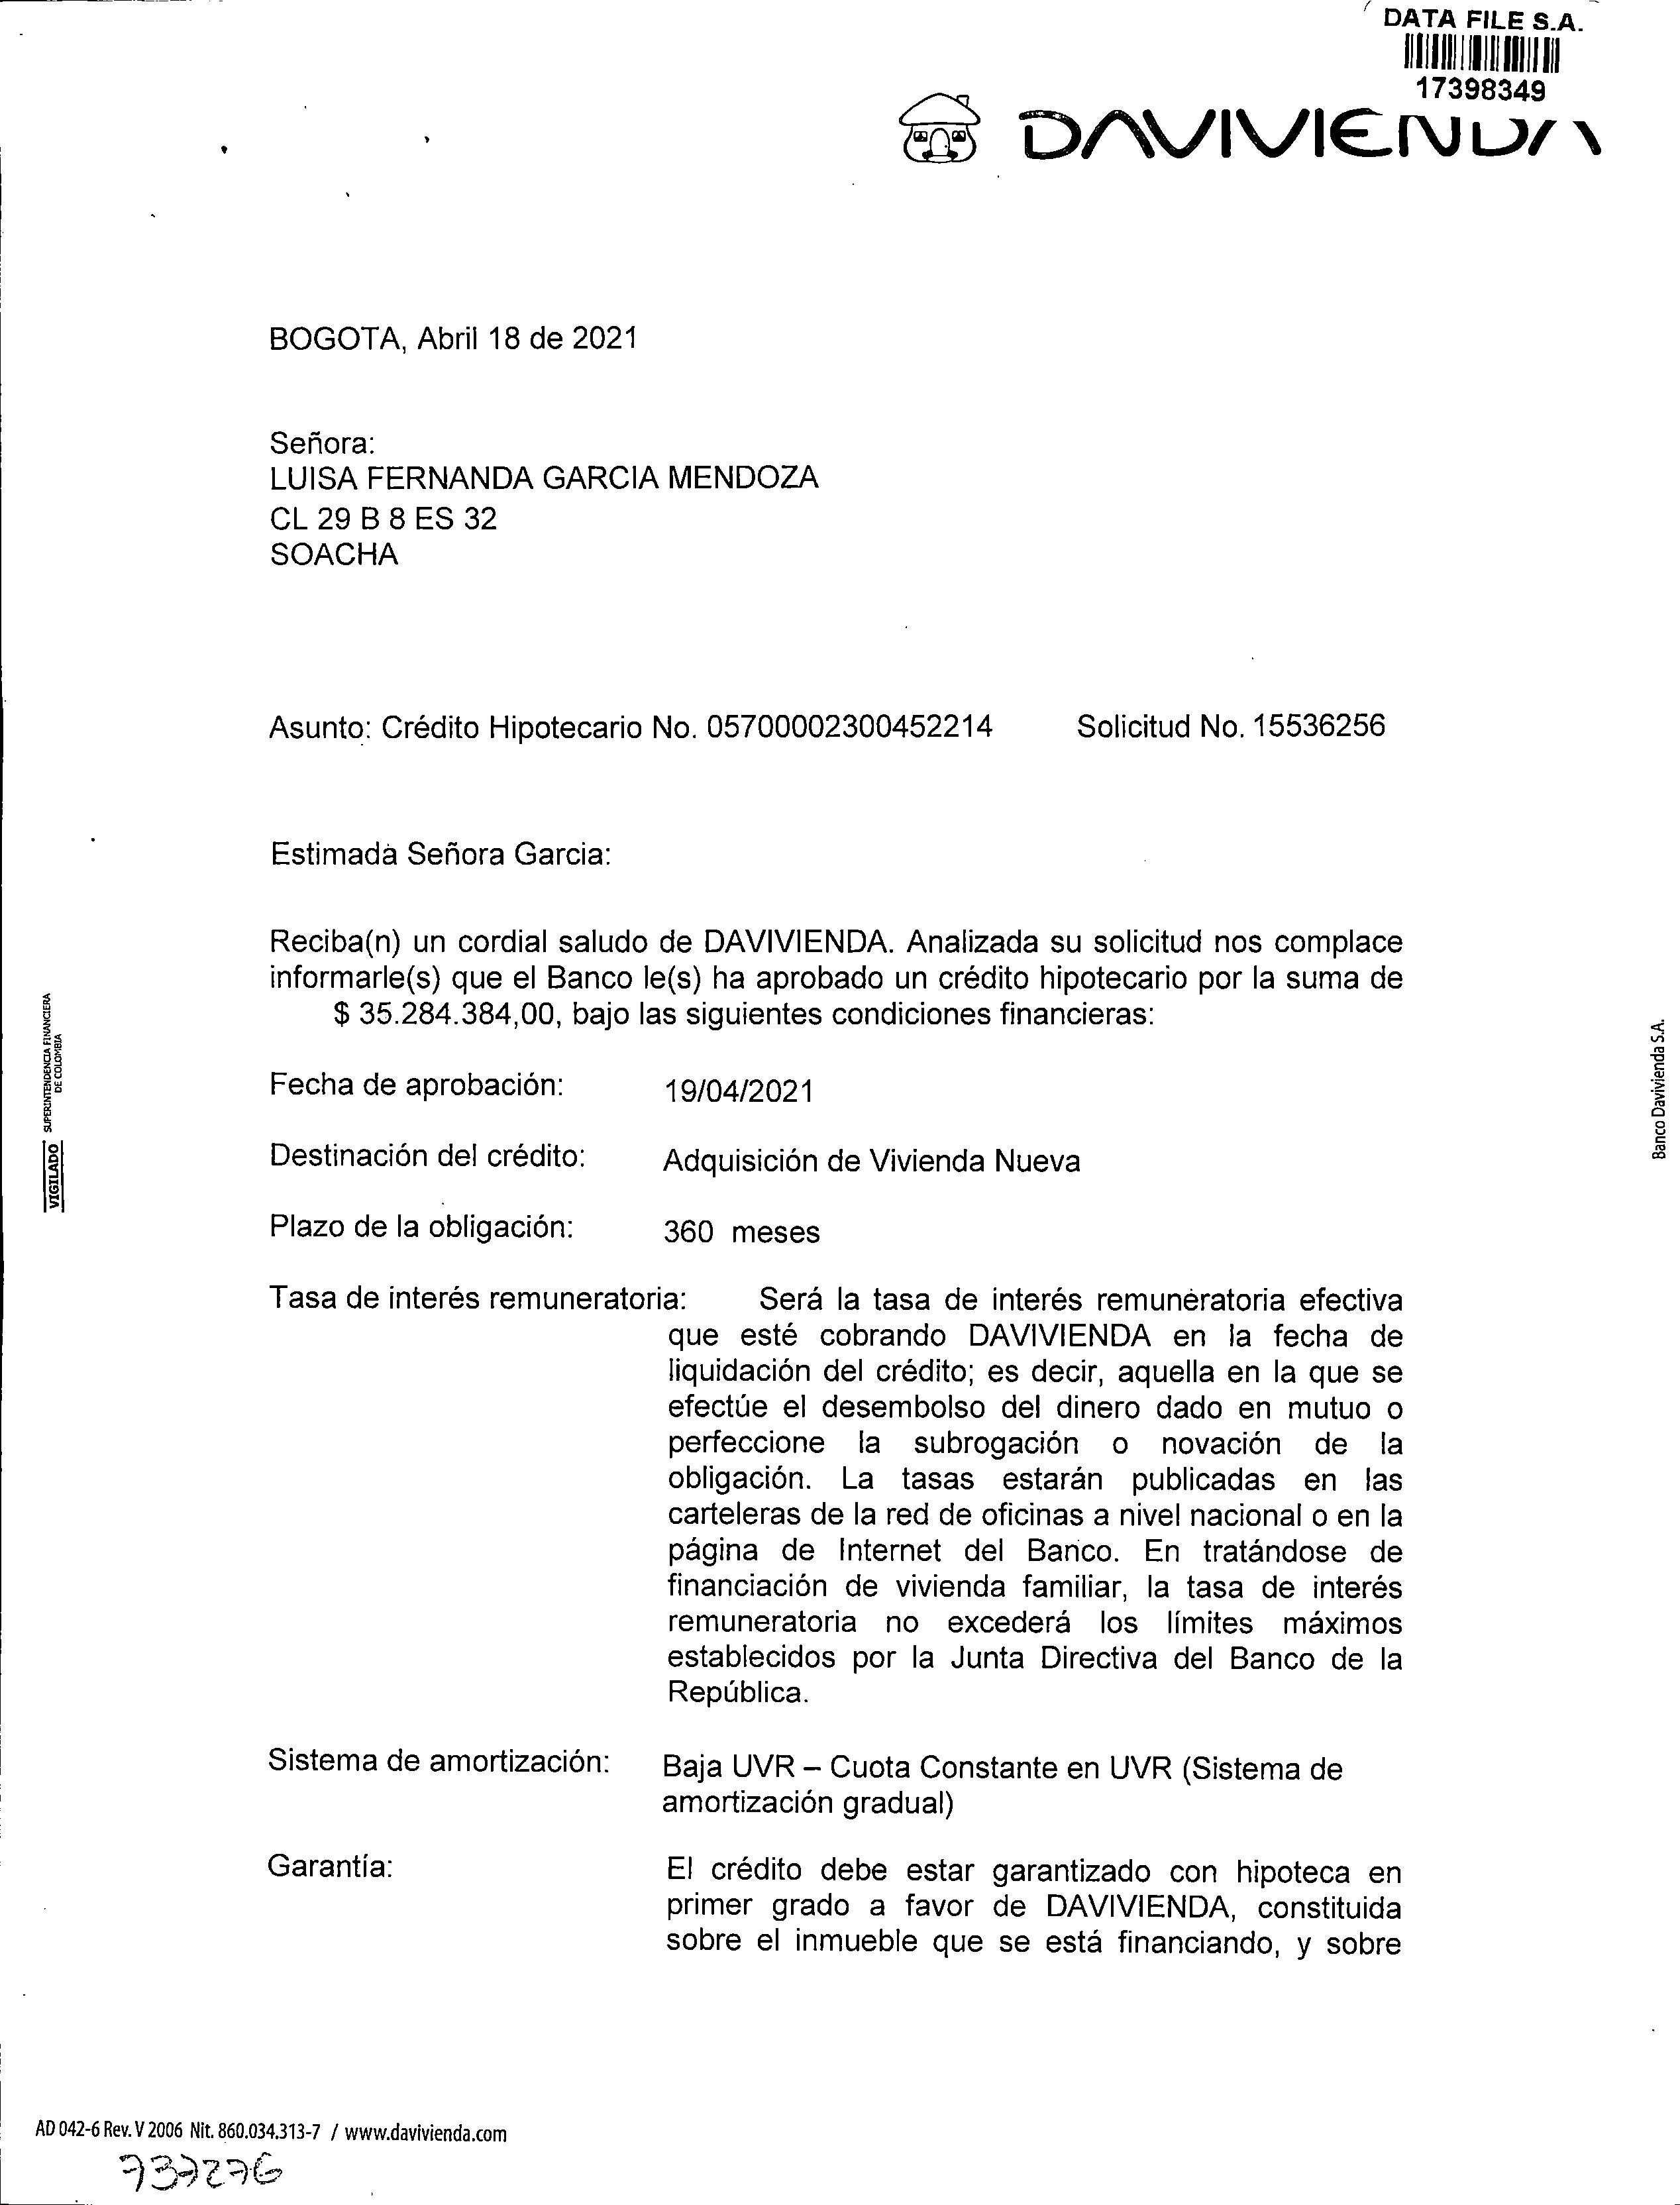 DATA FILE S.A.
17398349
DAVIVIENDA
BOGOTA, Abril 18 de 2021
Señora:
LUISA FERNANDA GARCIA MENDOZA
CL 29 B 8 ES 32
SOACHA
Asunto: Crédito Hipotecario No. 05700002300452214 Solicitud No. 15536256
Estimada Señora Garcia:
Reciba(n) un cordial saludo de DAVIVIENDA. Analizada su solicitud nos complace
informarle(s) que el Banco le(s) ha aprobado un crédito hipotecario por la suma de
$ 35.284.384,00, bajo las siguientes condiciones financieras:
Fecha de aprobación: 19/04/2021
Destinación del crédito: Adquisición de Vivienda Nueva
Plazo de la obligación: 360 meses
Tasa de interés remuneratoria: Será la tasa de interés remuneratoria efectiva
que esté cobrando DAVIVIENDA en la fecha de
liquidación del crédito; es decir, aquella en la que se
efectúe el desembolso del dinero dado en mutuo o
perfeccione la subrogación o novación de la
obligación. La tasas estarán publicadas en las
carteleras de la red de oficinas a nivel nacional o en la
página de Internet del Banco. En tratándose de
financiación de vivienda familiar, la tasa de interés
remuneratoria no excederá los límites máximos
establecidos por la Junta Directiva del Banco de la
República.
Sistema de amortización: Baja UVR – Cuota Constante en UVR (Sistema de
amortización gradual)
Garantía: El crédito debe estar garantizado con hipoteca en
primer grado a favor de DAVIVIENDA, constituida
sobre el inmueble que se está financiando, y sobre
VIGILADO SUPERINTENDENCIA FINANCIERA
DE COLOMBIA
Banco Davivienda S.A.
AD 042-6 Rev. V 2006 Nit. 860.034.313-7 / www.davivienda.com
737276